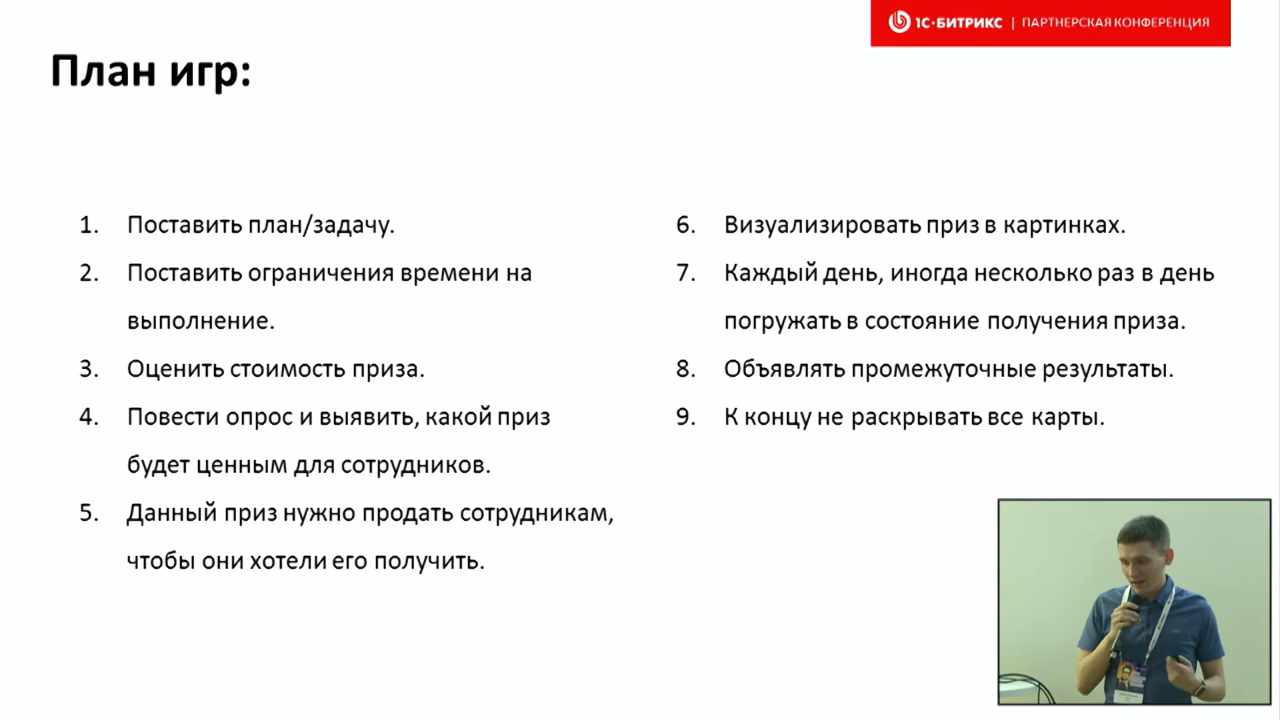 1С·БИТРИКС | ПАРТНЕРСКАЯ КОНФЕРЕНЦИЯ
План игр:
1. Поставить план/задачу.
2. Поставить ограничения времени на
выполнение.
3. Оценить стоимость приза.
4. Повести опрос и выявить, какой приз
будет ценным для сотрудников.
5. Данный приз нужно продать сотрудникам,
чтобы они хотели его получить.
6. Визуализировать приз в картинках.
7. Каждый день, иногда несколько раз в день
погружать в состояние получения приза.
8. Объявлять промежуточные результаты.
9. К концу не раскрывать все карты.